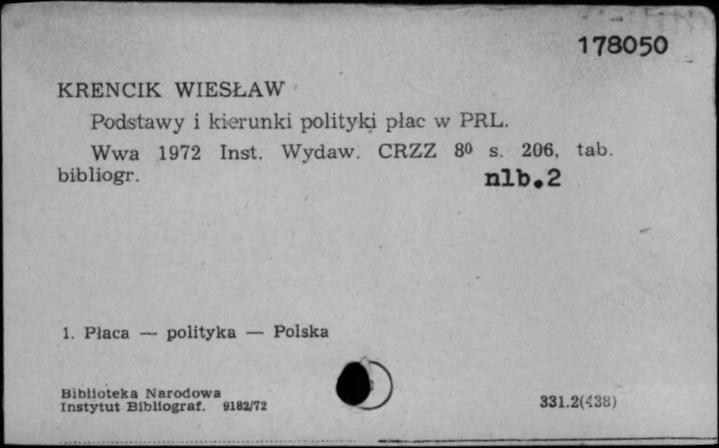 178050
KRENCIK WIESŁAW
Podstawy i kierunki polityki płac w PRL.
Wwa 1972 Inst. Wydaw. CRZZ 8⁰ s. 206, tab.
bibliogr. nlb.2
1. Płaca — polityka — Polska
Biblioteka Narodowa
Instytut Bibliograf. 9182/72
331.2(438)